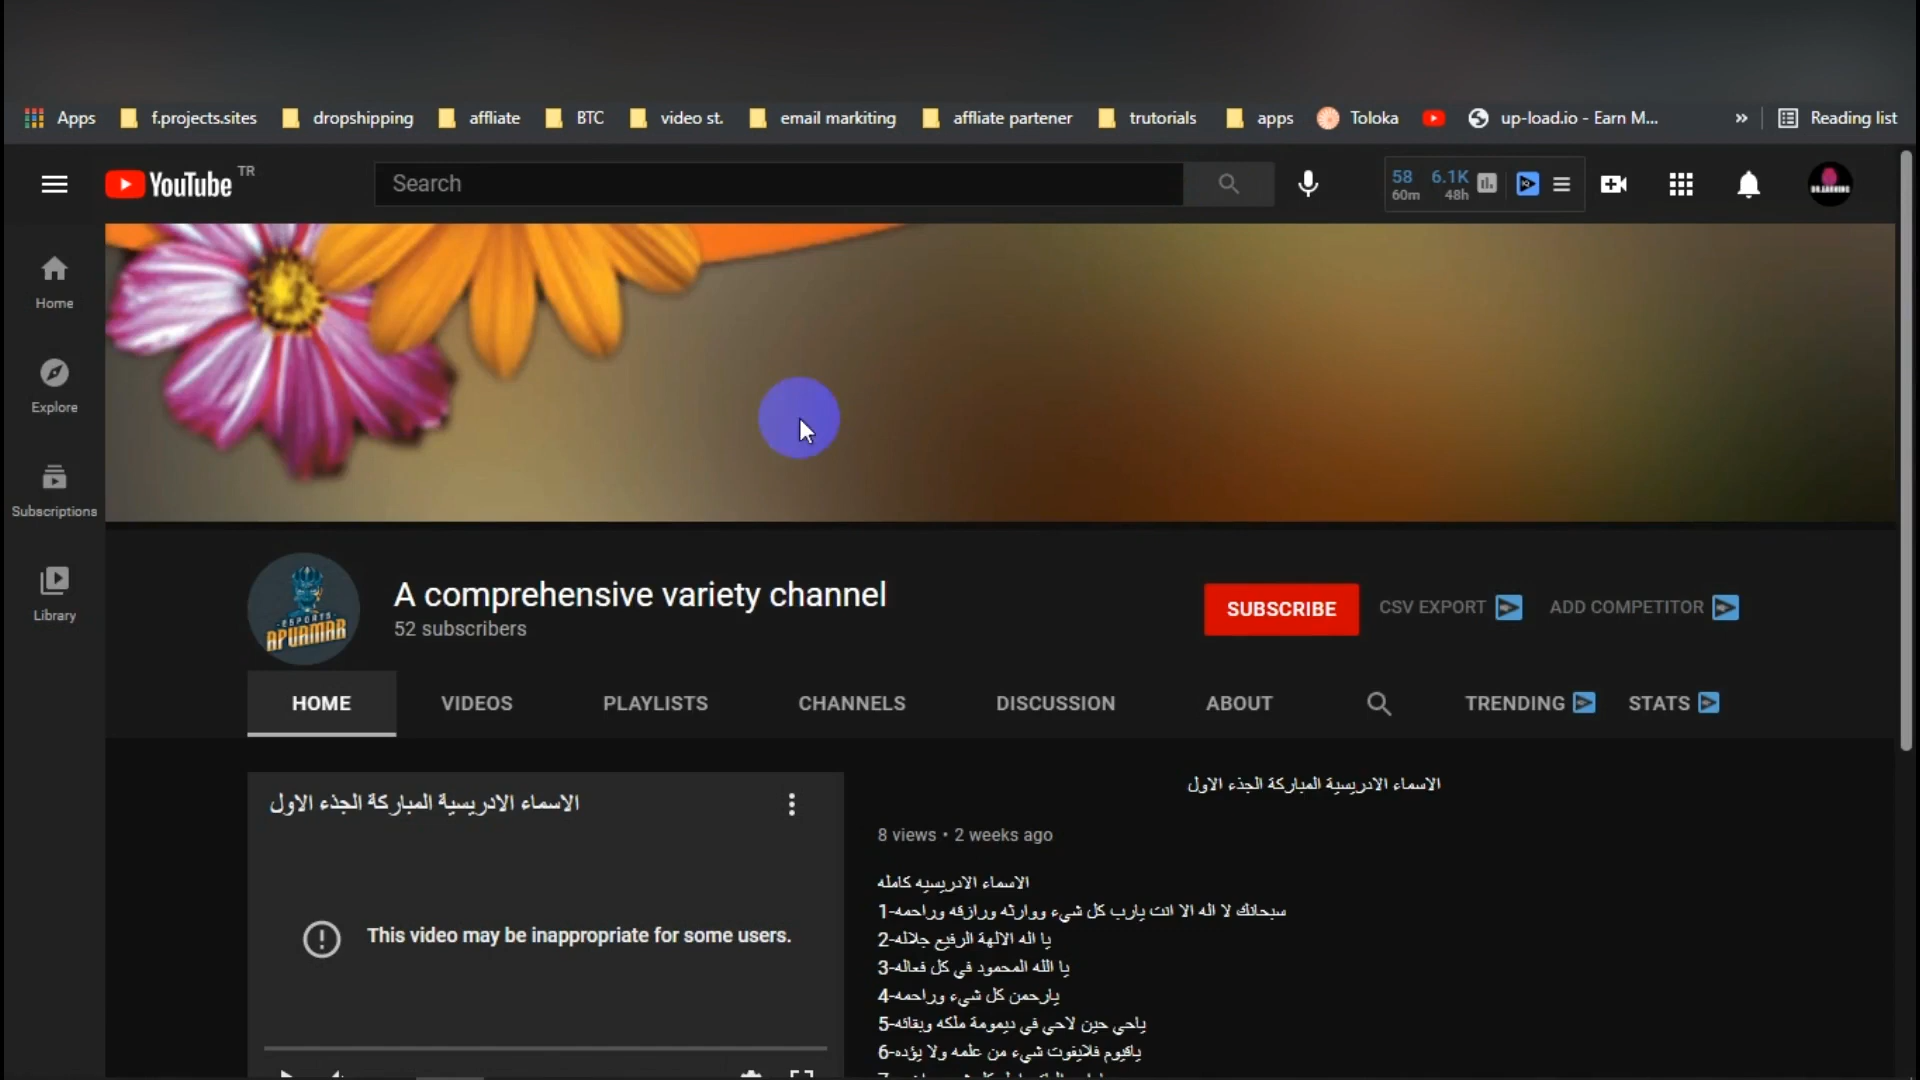 Apps f.projects.sites dropshipping affliate BTC video st. email markiting affliate partener trutorials apps Toloka up-load.io - Earn M... » Reading list
YouTube TR
Search
58 6.1K
60m 48h
DR.LEARNING
Home
Explore
Subscriptions
Library
-ESPORTS-
APURMAR
A comprehensive variety channel
52 subscribers
SUBSCRIBE CSV EXPORT ADD COMPETITOR
HOME VIDEOS PLAYLISTS CHANNELS DISCUSSION ABOUT TRENDING STATS
الاسماء الادريسية المباركة الجذء الاول
This video may be inappropriate for some users.
الاسماء الادريسية المباركة الجذء الاول
8 views • 2 weeks ago
الاسماء الادريسيه كامله
1-سبحانك لا اله الا انت يارب كل شيء ووارثه ورازقه وراحمه
2-يا اله الالهة الرفيع جلاله
3-يا الله المحمود في كل فعاله
4-يارحمن كل شيء وراحمه
5-ياحي حين لاحي في ديمومة ملكه وبقائه
6-ياقيوم فلايفوت شيء من علمه ولا يؤده